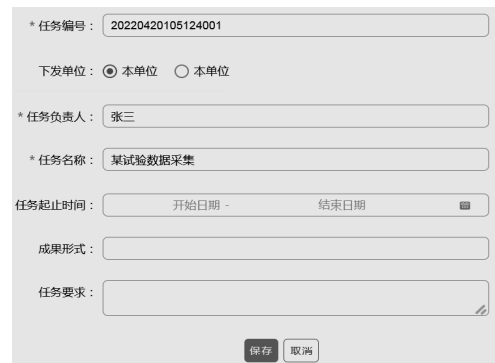 * 任务编号： 20220420105124001
下发单位： 本单位 本单位
* 任务负责人： 张三
* 任务名称： 某试验数据采集
任务起止时间： 开始日期 - 结束日期
成果形式：
任务要求：
保存 取消